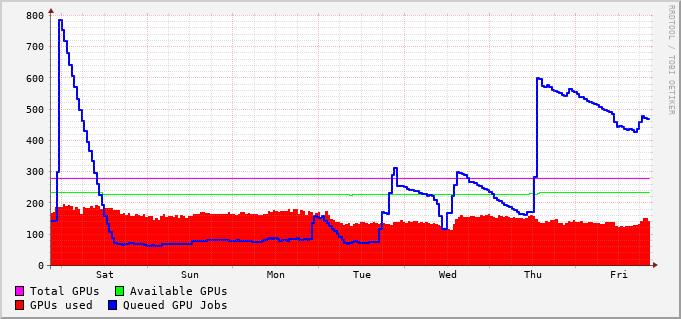 800
700
600
500
400
300
200
100
0
Sat Sun Mon Tue Wed Thu Fri
Total GPUs Available GPUs
GPUs used Queued GPU Jobs
RRDTOOL / TOBI OETIKER